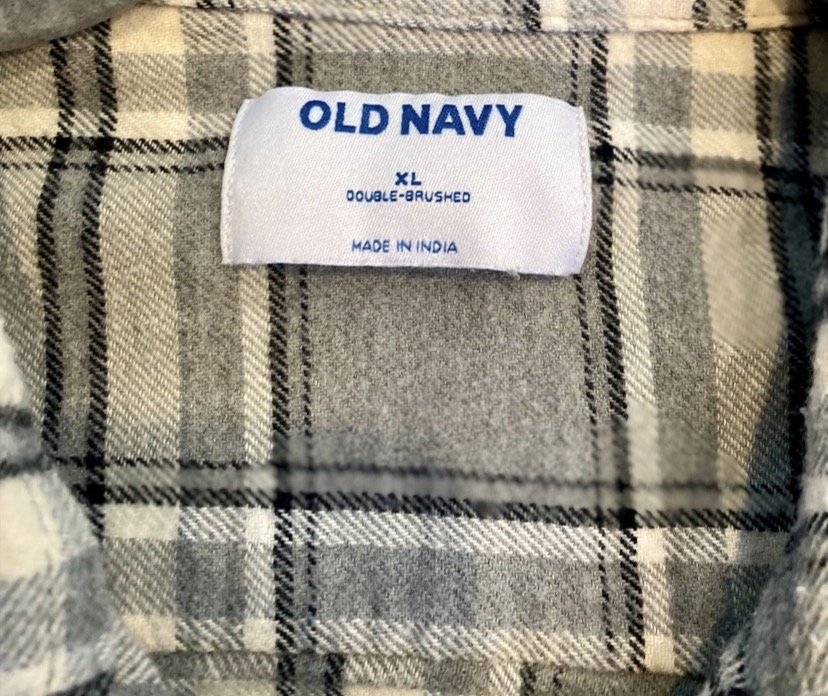 OLD NAVY
XL
DOUBLE-BRUSHED
MADE IN INDIA